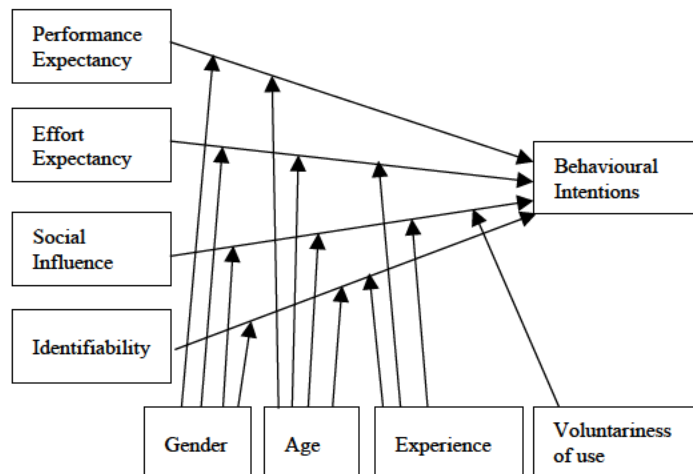 Performance
Expectancy
Effort
Expectancy
Behavioural
Intentions
Social
Influence
Identifiability
Gender
Age
Experience
Voluntariness
of use